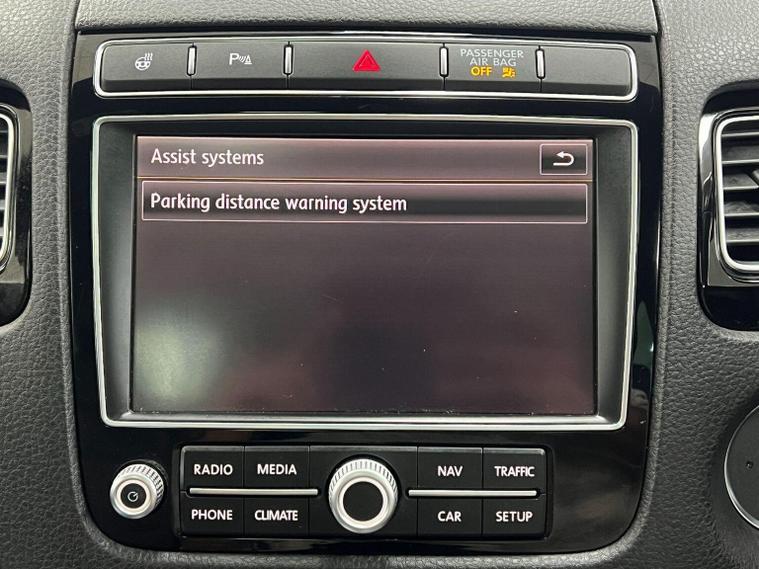 P
PASSENGER
AIR BAG
OFF
Assist systems
Parking distance warning system
RADIO MEDIA NAV TRAFFIC
PHONE CLIMATE CAR SETUP